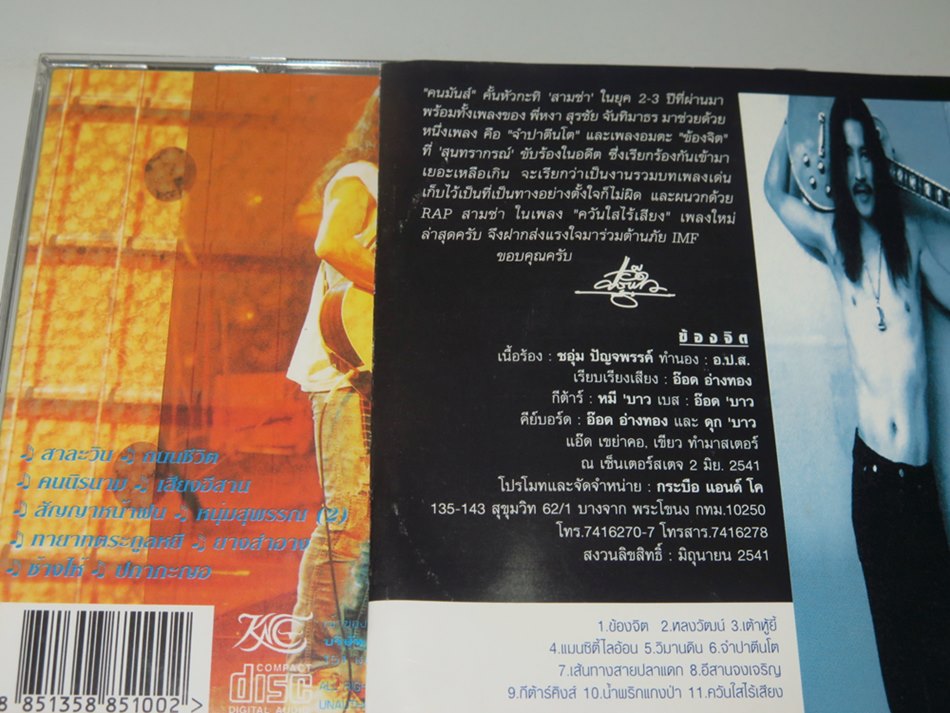 "คนมันส์" คั้นหัวกะทิ 'สามช่า' ในยุค 2-3 ปีที่ผ่านมา
พร้อมทั้งเพลงของ พี่หงา สุรชัย จันทิมาธร มาช่วยด้วย
หนึ่งเพลง คือ "จำปาตีนโต" และเพลงอมตะ "ข้องจิต"
ที่ 'สุนทราภรณ์' ขับร้องในอดีต ซึ่งเรียกร้องกันเข้ามา
เยอะเหลือเกิน จะเรียกว่าเป็นงานรวมบทเพลงเด่น
เก็บไว้เป็นที่เป็นทางอย่างตั้งใจก็ไม่ผิด และผนวกด้วย
RAP สามช่า ในเพลง "ควันใสไร้เสียง" เพลงใหม่
ล่าสุดครับ จึงฝากส่งแรงใจมาร่วมต้านภัย IMF
ขอบคุณครับ
ข้องจิต
เนื้อร้อง : ชอุ่ม ปัญจพรรค์ ทำนอง : อ.ป.ส.
เรียบเรียงเสียง : อ๊อด อ่างทอง
กีต้าร์ : หมี 'บาว เบส : อ๊อด 'บาว
คีย์บอร์ด : อ๊อด อ่างทอง และ ดุก 'บาว
แอ๊ด เขย่าคอ, เขียว ทำมาสเตอร์
ณ เซ็นเตอร์สเตจ 2 มิย. 2541
โปรโมทและจัดจำหน่าย : กระบือ แอนด์ โค
135-143 สุขุมวิท 62/1 บางจาก พระโขนง กทม.10250
โทร.7416270-7 โทรสาร.7416278
สงวนลิขสิทธิ์ : มิถุนายน 2541
1.ข้องจิต 2.หลงวัฒน์ 3.เต้าหู้ยี้
4.แมนซิตี้ไลอ้อน 5.วิมานดิน 6.จำปาตีนโต
7.เส้นทางสายปลาแดก 8.อีสานจงเจริญ
9.กีต้าร์คิงส์ 10.น้ำพริกแกงป่า 11.ควันใสไร้เสียง
สาละวิน ถนนชีวิต
คนนิรนาม เสียงอีสาน
สัญญาหน้าฝน หนุ่มสุพรรณ (2)
ทายาทตระกูลหมี ยางสำอาง
ช้างไห้ ปกากะญอ
KNCE
COMPACT
disc
DIGITAL AUDIO
8 851358 851002 >
บริษัท